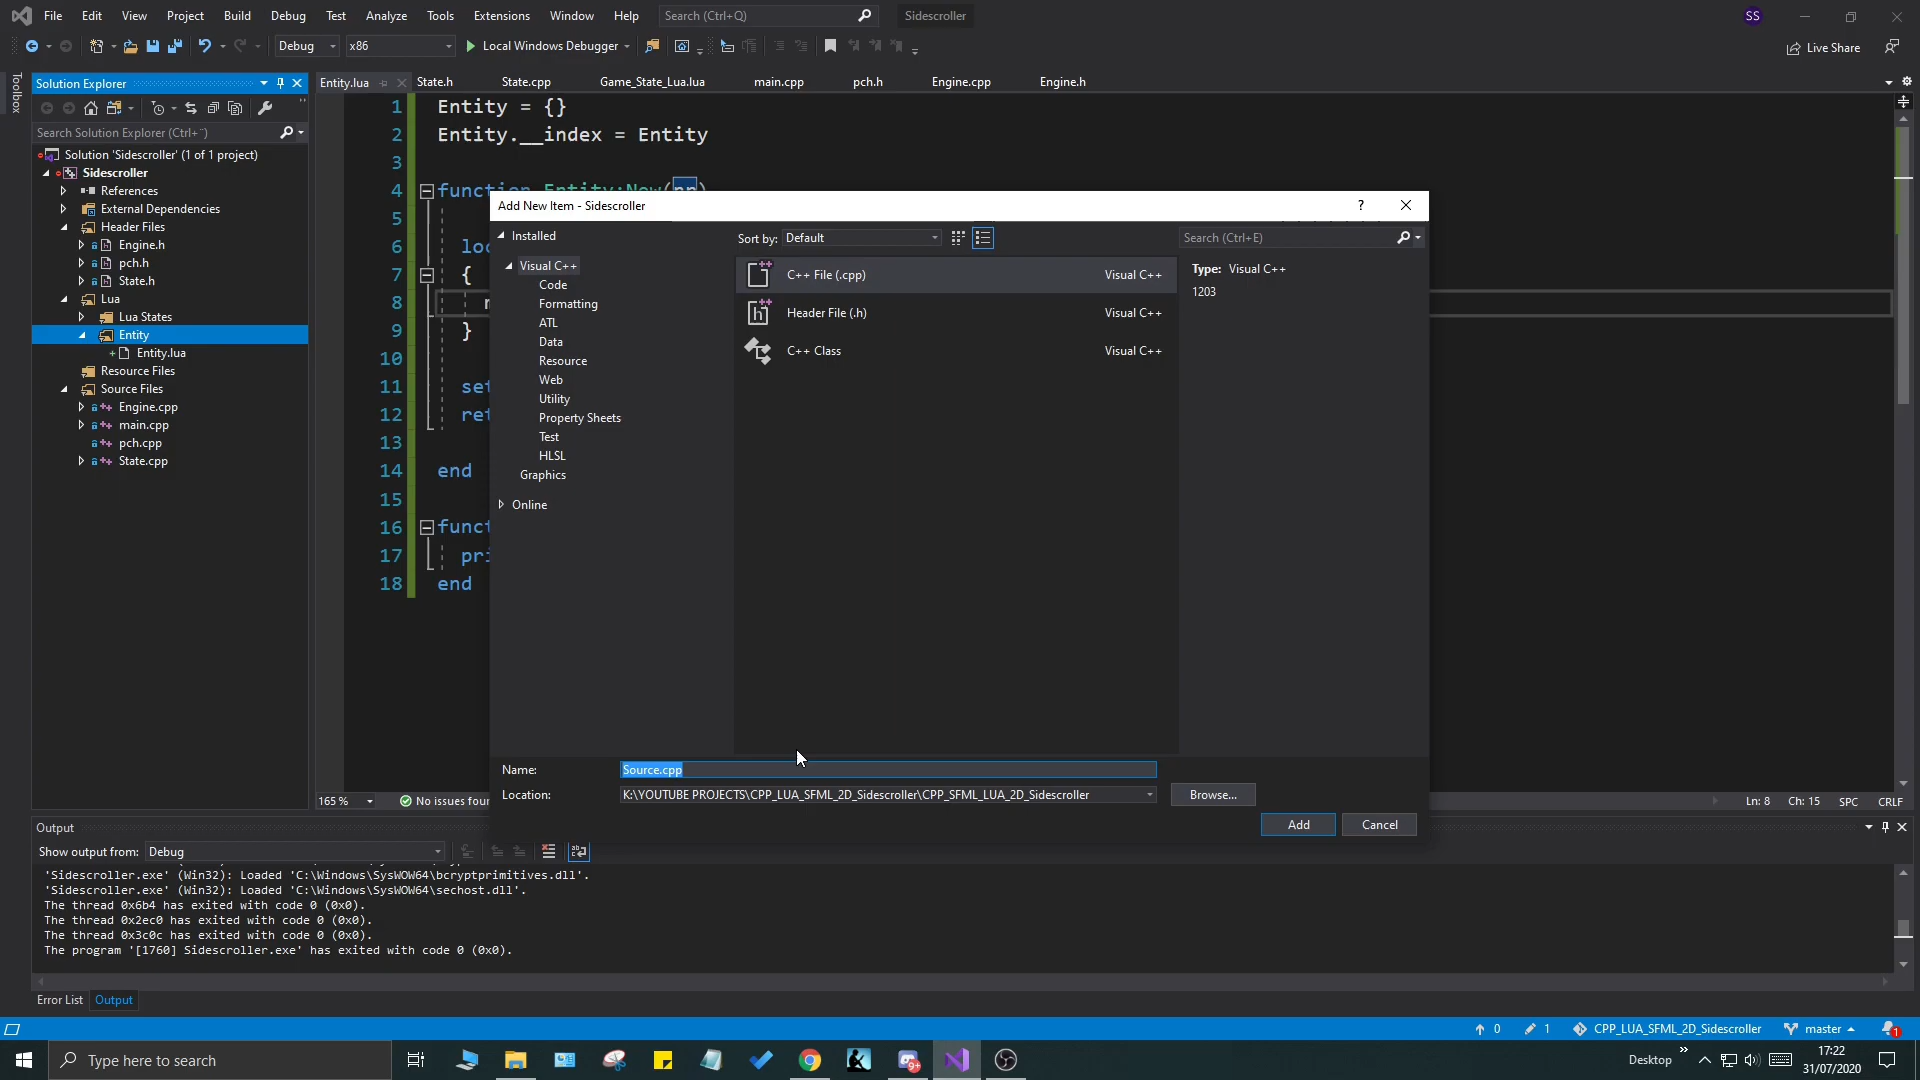 File Edit View Project Build Debug Test Analyze Tools Extensions Window Help Search (Ctrl+Q) Sidescroller SS
Debug x86 Local Windows Debugger Live Share
Toolbox
Solution Explorer
Entity.lua State.h State.cpp Game_State_Lua.lua main.cpp pch.h Engine.cpp Engine.h
Search Solution Explorer (Ctrl+¨)
Solution 'Sidescroller' (1 of 1 project)
Sidescroller
References
External Dependencies
Header Files
Engine.h
pch.h
State.h
Lua
Lua States
Entity
Entity.lua
Resource Files
Source Files
Engine.cpp
main.cpp
pch.cpp
State.cpp
1 Entity = {}
2 Entity.__index = Entity
3
4 function Entity:New(nn)
5
6 loc
7 {
8
9 }
10
11 set
12 ret
13
14 end
15
16 funct
17 pri
18 end
Add New Item - Sidescroller ?
Installed
Visual C++
Code
Formatting
ATL
Data
Resource
Web
Utility
Property Sheets
Test
HLSL
Graphics
Online
Sort by: Default
Search (Ctrl+E)
C++ File (.cpp) Visual C++
Header File (.h) Visual C++
C++ Class Visual C++
Type: Visual C++
1203
Name: Source.cpp
Location: K:\YOUTUBE PROJECTS\CPP_LUA_SFML_2D_Sidescroller\CPP_SFML_LUA_2D_Sidescroller Browse...
Add Cancel
165 % No issues foun Ln: 8 Ch: 15 SPC CRLF
Output
Show output from: Debug
'Sidescroller.exe' (Win32): Loaded 'C:\Windows\SysWOW64\bcryptprimitives.dll'.
'Sidescroller.exe' (Win32): Loaded 'C:\Windows\SysWOW64\sechost.dll'.
The thread 0x6b4 has exited with code 0 (0x0).
The thread 0x2ec0 has exited with code 0 (0x0).
The thread 0x3c0c has exited with code 0 (0x0).
The program '[1760] Sidescroller.exe' has exited with code 0 (0x0).
Error List Output
0 1 CPP_LUA_SFML_2D_Sidescroller master 1
Type here to search
9+
Desktop
17:22
31/07/2020